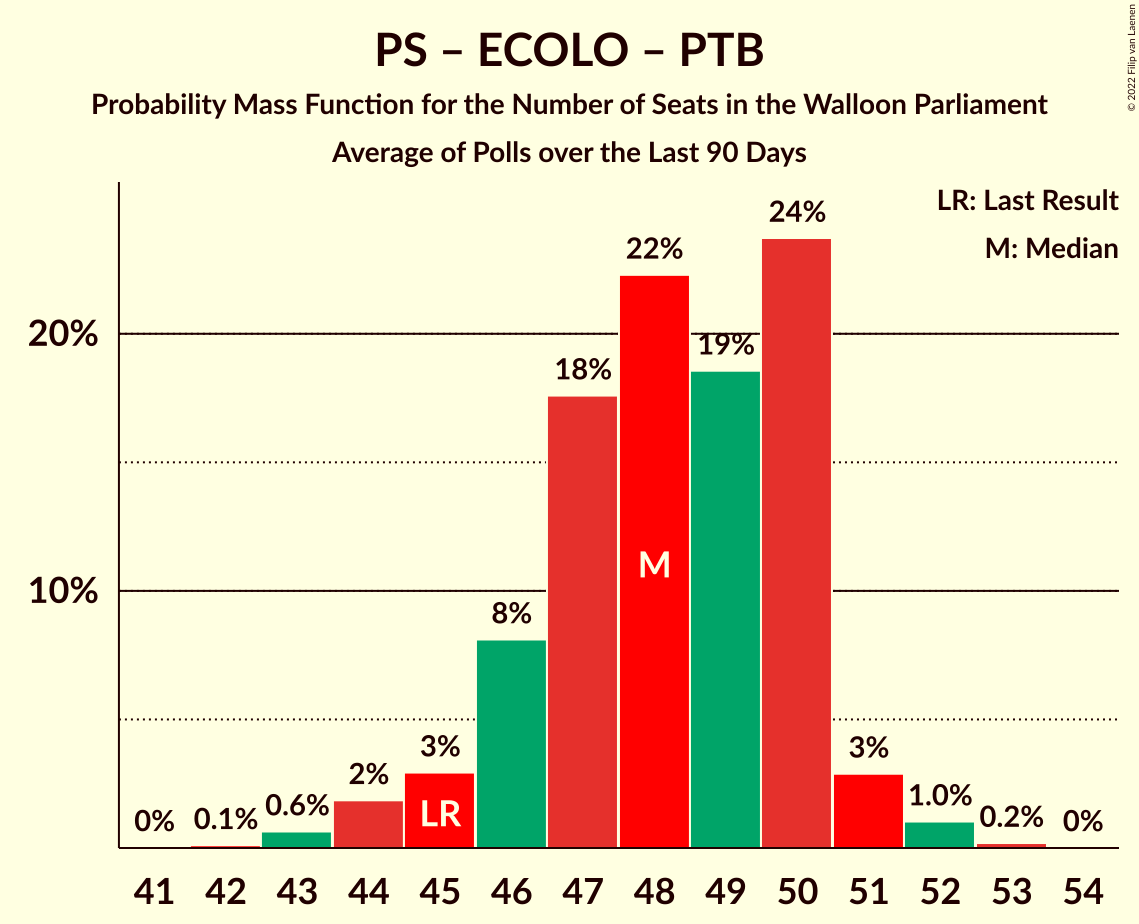 PS – ECOLO – PTB
Probability Mass Function for the Number of Seats in the Walloon Parliament
Average of Polls over the Last 90 Days
© 2022 Filip van Laenen
LR: Last Result
M: Median
20%
10%
0%
0.1%
0.6%
2%
3%
8%
18%
22%
19%
24%
3%
1.0%
0.2%
0%
LR
M
41 42 43 44 45 46 47 48 49 50 51 52 53 54